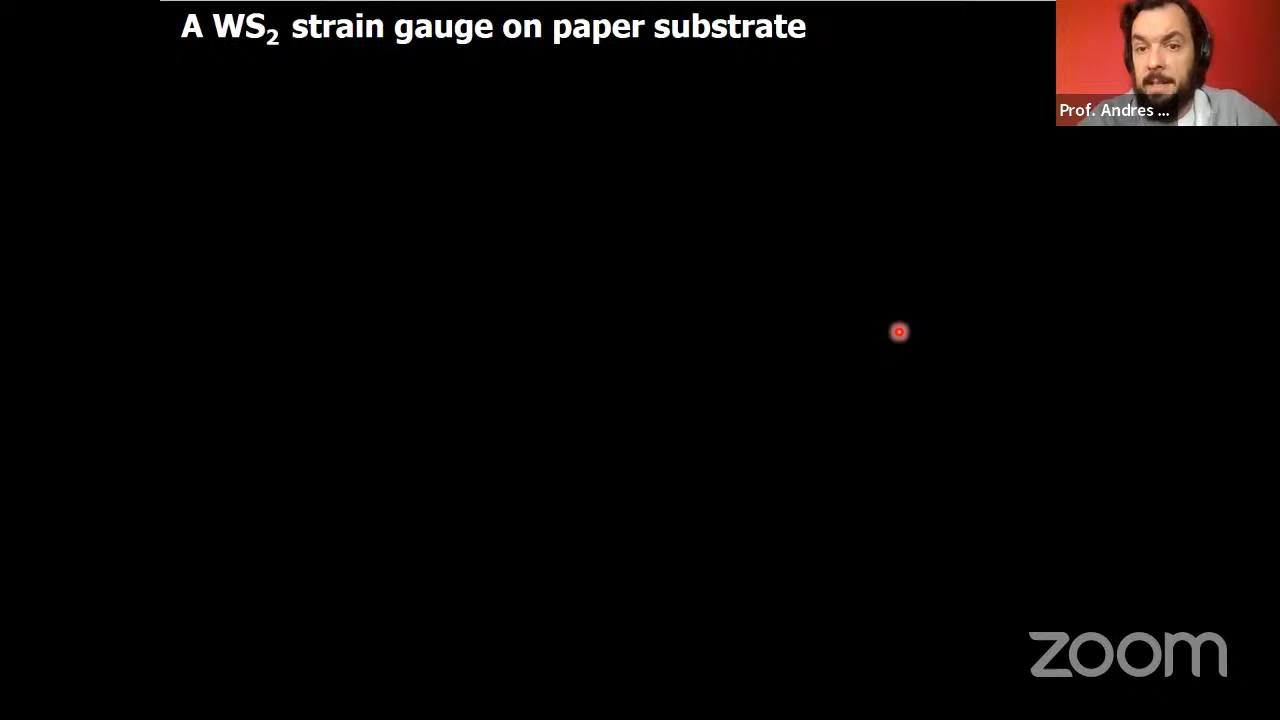 A WS₂ strain gauge on paper substrate
Prof. Andres ...
zoom